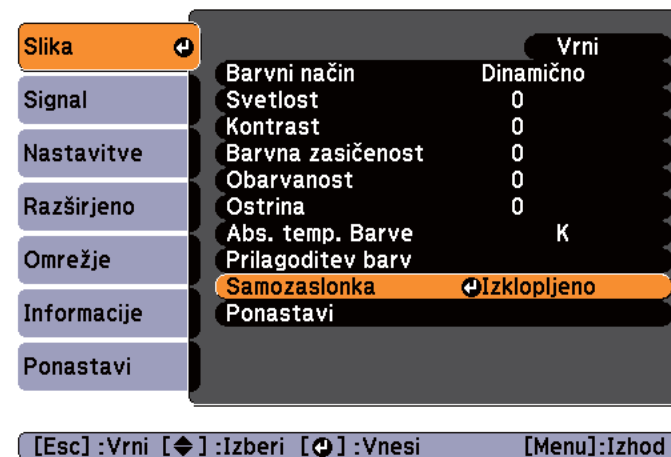 Slika
Signal
Nastavitve
Razširjeno
Omrežje
Informacije
Ponastavi
Vrni
Barvni način Dinamično
Svetlost 0
Kontrast 0
Barvna zasičenost 0
Obarvanost 0
Ostrina 0
Abs. temp. Barve K
Prilagoditev barv
Samozaslonka Izklopljeno
Ponastavi
[Esc] :Vrni [◆] :Izberi [↵] :Vnesi [Menu]:Izhod